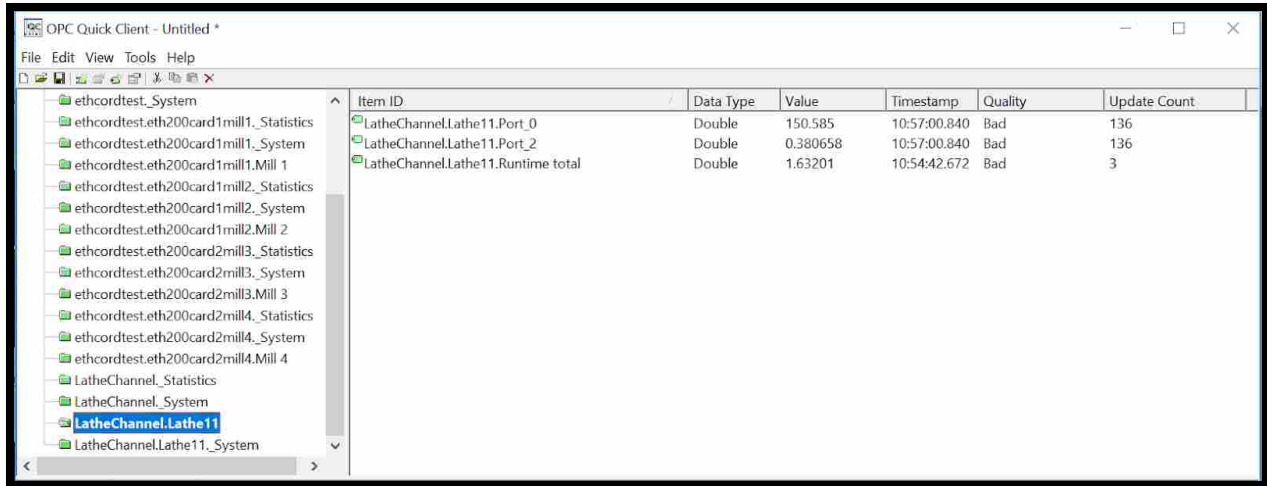 OPC Quick Client - Untitled *
File Edit View Tools Help
ethcordtest._System
ethcordtest.eth200card1mill1._Statistics
ethcordtest.eth200card1mill1._System
ethcordtest.eth200card1mill1.Mill 1
ethcordtest.eth200card1mill2._Statistics
ethcordtest.eth200card1mill2._System
ethcordtest.eth200card1mill2.Mill 2
ethcordtest.eth200card2mill3._Statistics
ethcordtest.eth200card2mill3._System
ethcordtest.eth200card2mill3.Mill 3
ethcordtest.eth200card2mill4._Statistics
ethcordtest.eth200card2mill4._System
ethcordtest.eth200card2mill4.Mill 4
LatheChannel._Statistics
LatheChannel._System
LatheChannel.Lathe11
LatheChannel.Lathe11._System
Item ID Data Type Value Timestamp Quality Update Count
LatheChannel.Lathe11.Port_0 Double 150.585 10:57:00.840 Bad 136
LatheChannel.Lathe11.Port_2 Double 0.380658 10:57:00.840 Bad 136
LatheChannel.Lathe11.Runtime total Double 1.63201 10:54:42.672 Bad 3